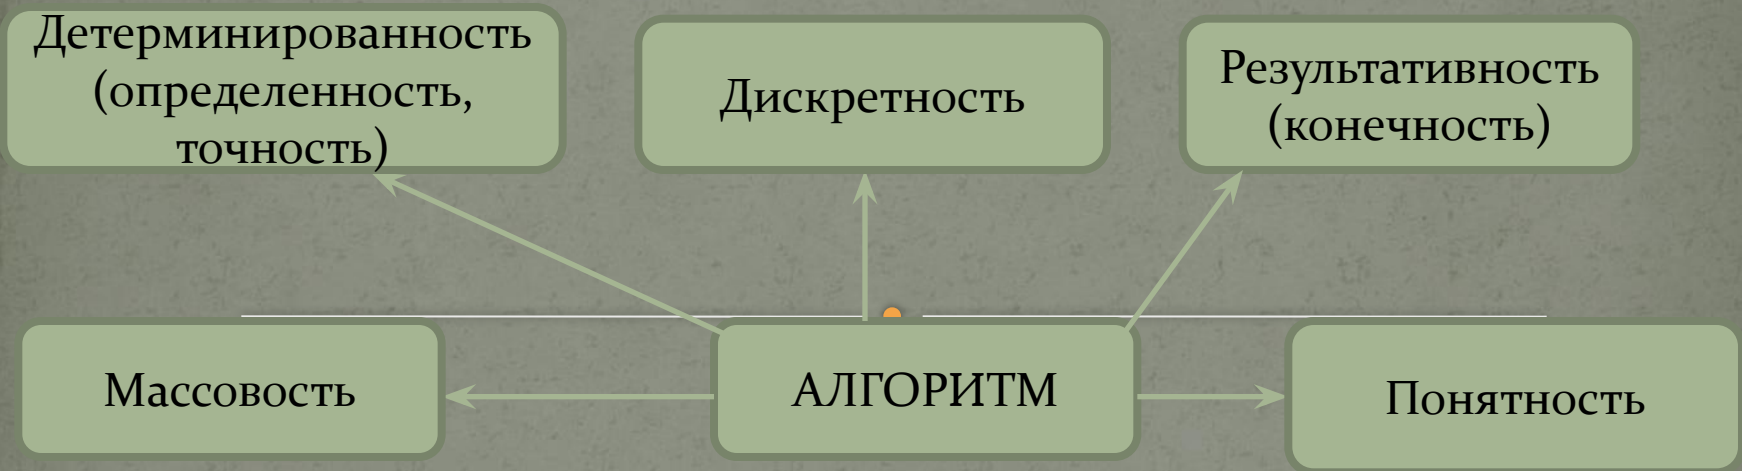 Детерминированность
(определенность,
точность)
Дискретность
Результативность
(конечность)
Массовость
АЛГОРИТМ
Понятность